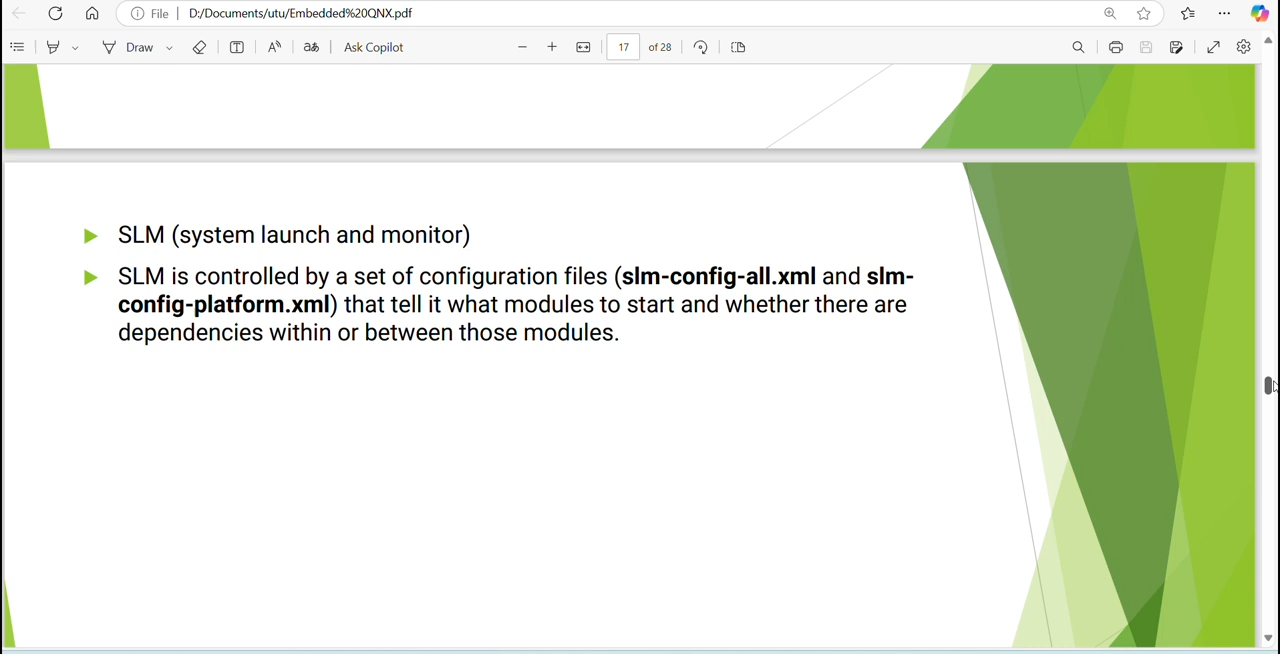 File
D:/Documents/utu/Embedded%20QNX.pdf
Draw
Ask Copilot
17
of 28
SLM (system launch and monitor)
SLM is controlled by a set of configuration files (slm-config-all.xml and slm-
config-platform.xml) that tell it what modules to start and whether there are
dependencies within or between those modules.